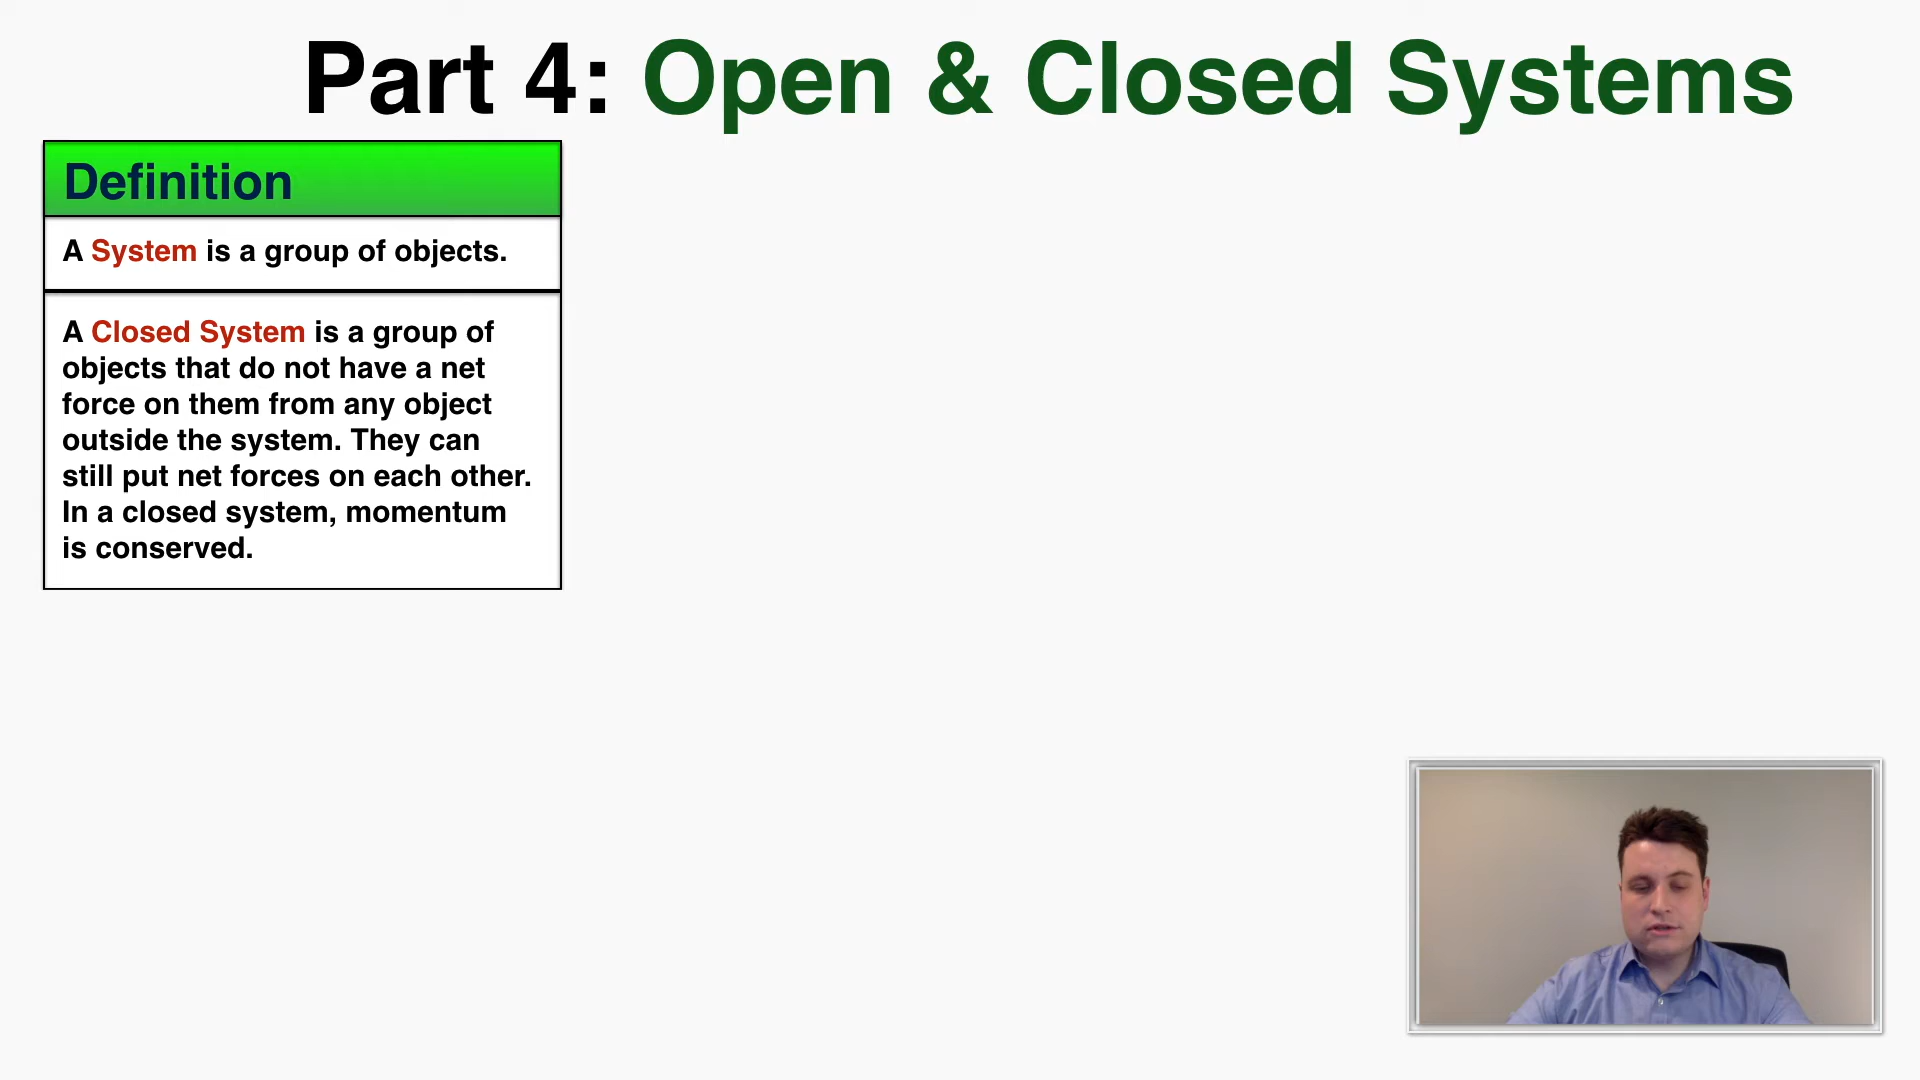 Part 4: Open & Closed Systems
Definition
A System is a group of objects.
A Closed System is a group of
objects that do not have a net
force on them from any object
outside the system. They can
still put net forces on each other.
In a closed system, momentum
is conserved.